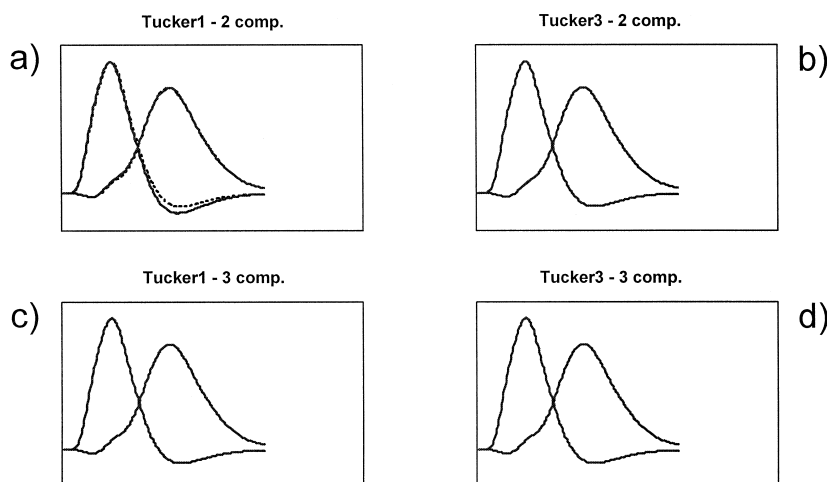 Tucker1 - 2 comp.
Tucker3 - 2 comp.
a)
b)
Tucker1 - 3 comp.
Tucker3 - 3 comp.
c)
d)